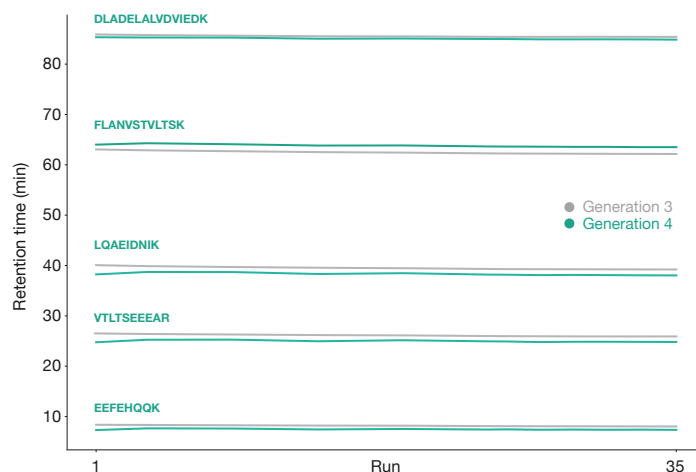 DLADELALVDVIEDK
80
70
FLANVSTVLTSK
60
Retention time (min)
50
Generation 3
Generation 4
LQAEIDNIK
40
VTLTSEEEAR
30
20
EEFEHQQK
10
1
Run
35